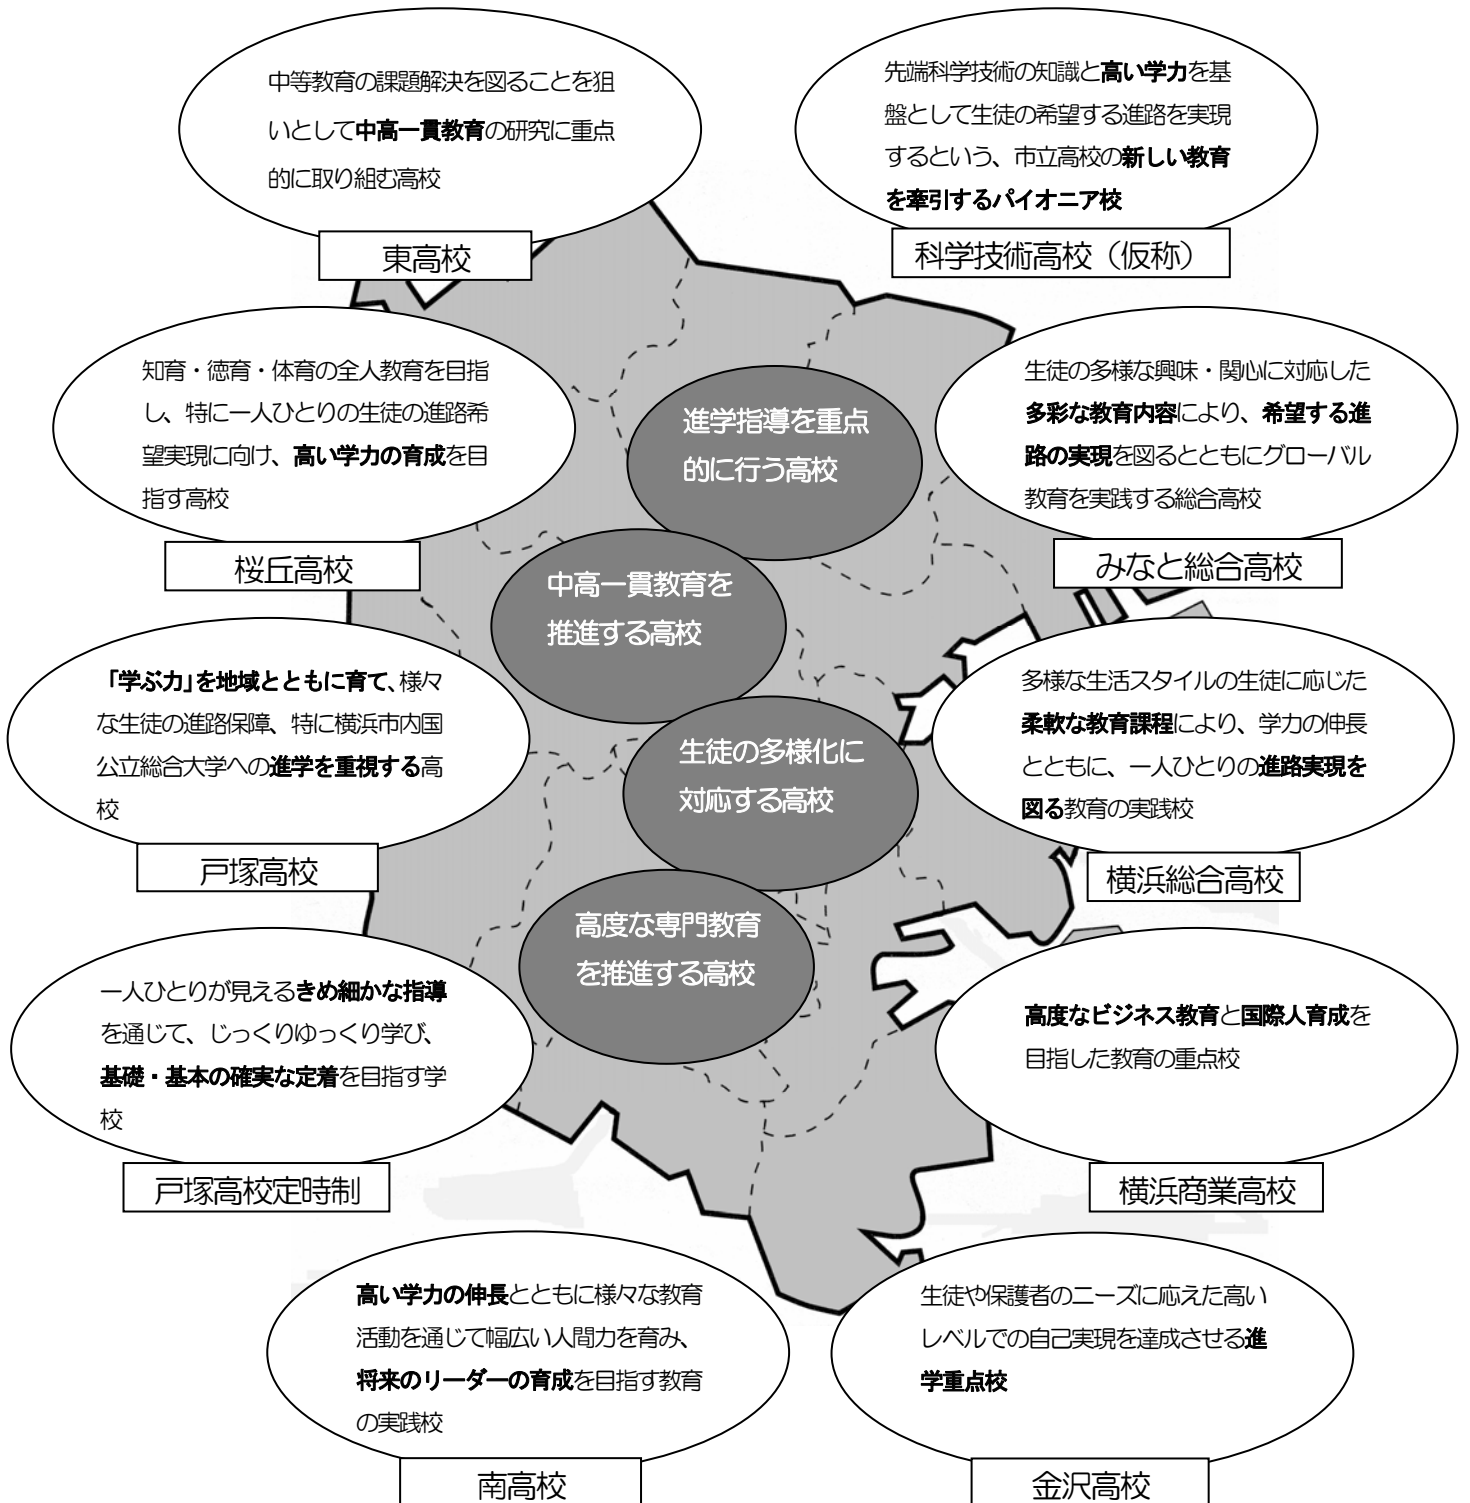 中等教育の課題解決を図ることを狙
いとして中高一貫教育の研究に重点
的に取り組む高校
東高校
先端科学技術の知識と高い学力を基
盤として生徒の希望する進路を実現
するという、市立高校の新しい教育
を牽引するパイオニア校
科学技術高校（仮称）
知育・徳育・体育の全人教育を目指
し、特に一人ひとりの生徒の進路希
望実現に向け、高い学力の育成を目
指す高校
桜丘高校
進学指導を重点
的に行う高校
生徒の多様な興味・関心に対応した
多彩な教育内容により、希望する進
路の実現を図るとともにグローバル
教育を実践する総合高校
みなと総合高校
中高一貫教育を
推進する高校
「学ぶ力」を地域とともに育て、様々
な生徒の進路保障、特に横浜市内国
公立総合大学への進学を重視する高
校
戸塚高校
生徒の多様化に
対応する高校
多様な生活スタイルの生徒に応じた
柔軟な教育課程により、学力の伸長
とともに、一人ひとりの進路実現を
図る教育の実践校
横浜総合高校
高度な専門教育
を推進する高校
一人ひとりが見えるきめ細かな指導
を通じて、じっくりゆっくり学び、
基礎・基本の確実な定着を目指す学
校
戸塚高校定時制
高度なビジネス教育と国際人育成を
目指した教育の重点校
横浜商業高校
高い学力の伸長とともに様々な教育
活動を通じて幅広い人間力を育み、
将来のリーダーの育成を目指す教育
の実践校
南高校
生徒や保護者のニーズに応えた高い
レベルでの自己実現を達成させる進
学重点校
金沢高校